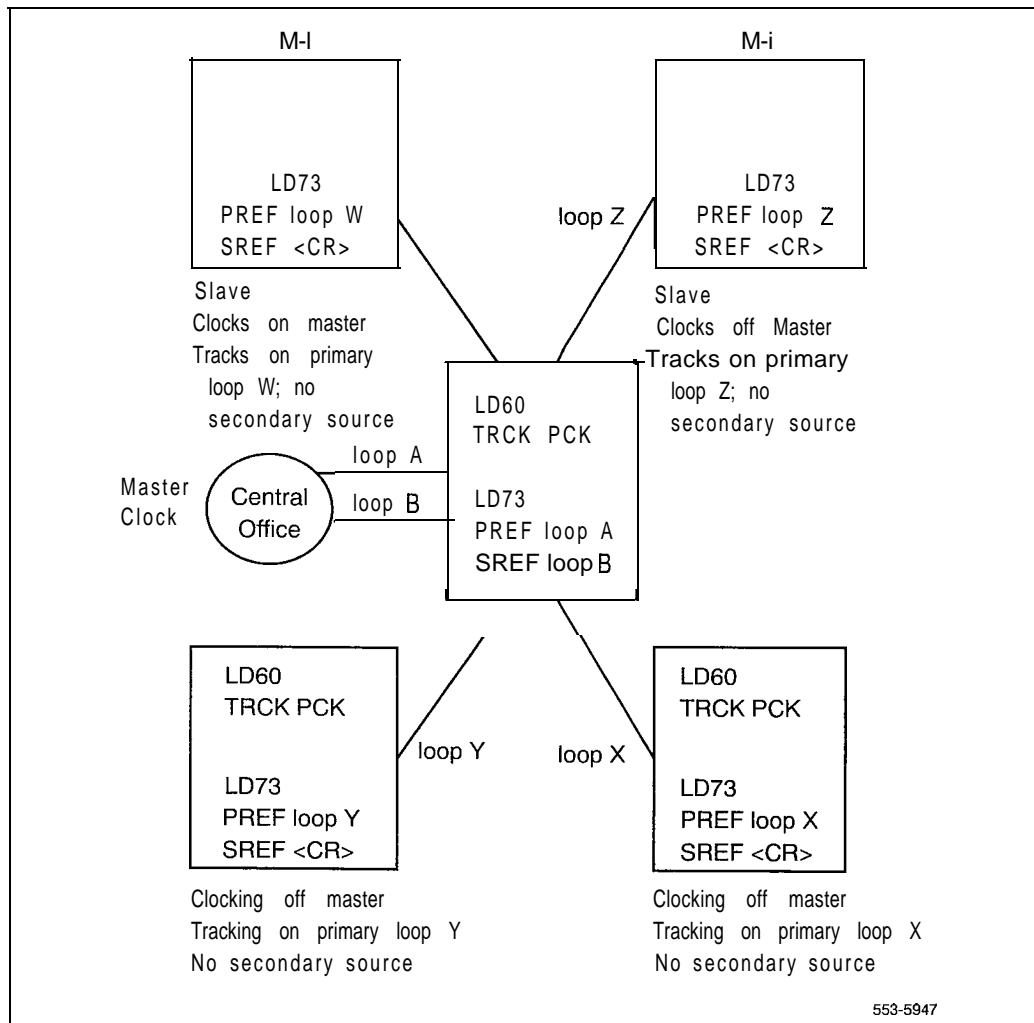 M-l
LD73
PREF loop W
SREF <CR>
Slave
Clocks on master
Tracks on primary
loop W; no
secondary source
M-i
loop Z
LD73
PREF loop Z
SREF <CR>
Slave
Clocks off Master
Tracks on primary
loop Z; no
secondary source
Master
Clock
Central
Office
loop A
loop B
LD60
TRCK PCK
LD73
PREF loop A
SREF loop B
LD60
TRCK PCK
LD73
PREF loop Y
SREF <CR>
loop Y
Clocking off master
Tracking on primary loop Y
No secondary source
loop X
LD60
TRCK PCK
LD73
PREF loop X
SREF <CR>
Clocking off master
Tracking on primary loop X
No secondary source
553-5947